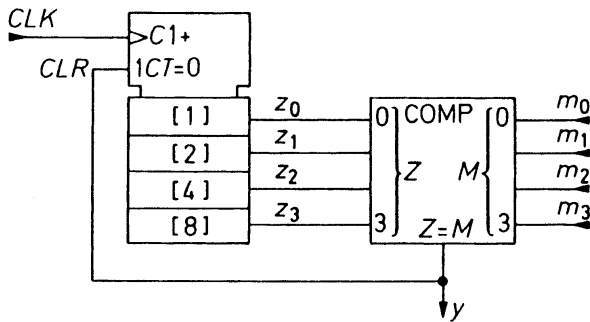 CLK
C1+
CLR
1CT=0
[1]
z0
0
COMP
0
m0
[2]
z1
m1
Z
M
[4]
z2
m2
[8]
z3
3
Z=M
3
m3
y